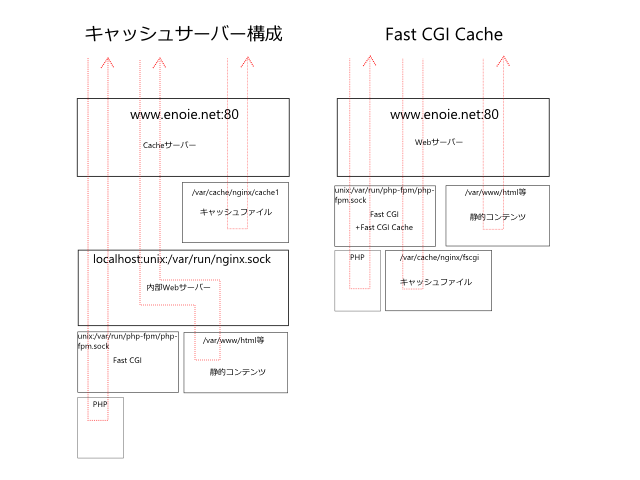 キャッシュサーバー構成
www.enoie.net:80
Cacheサーバー
/var/cache/nginx/cache1
キャッシュファイル
localhost:unix:/var/run/nginx.sock
内部Webサーバー
unix:/var/run/php-fpm/php-
fpm.sock
Fast CGI
/var/www/html等
静的コンテンツ
PHP
Fast CGI Cache
www.enoie.net:80
Webサーバー
unix:/var/run/php-fpm/php-
fpm.sock
Fast CGI
+Fast CGI Cache
/var/www/html等
静的コンテンツ
PHP
/var/cache/nginx/fscgi
キャッシュファイル